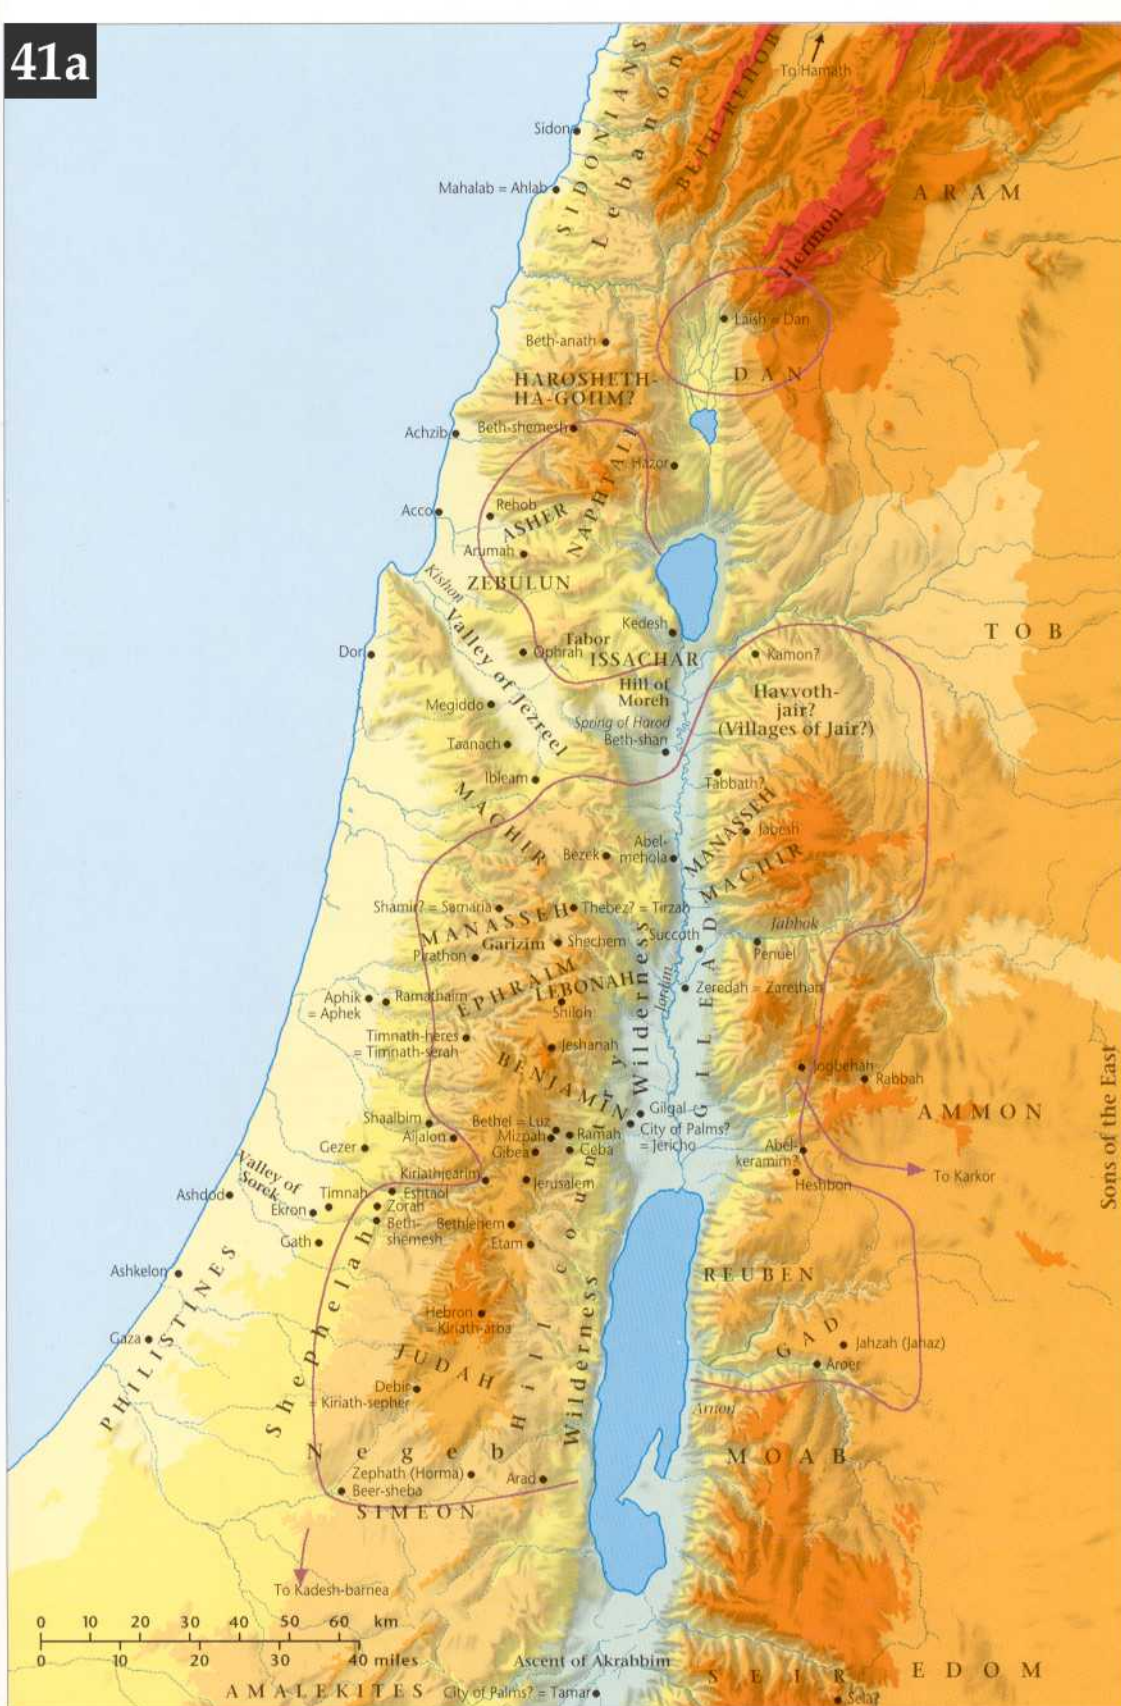 41a
To Hamath
BETH REHOB
SIDONIANS
Lebanon
Sidon
Mahalab = Ahlab
ARAM
Hermon
Laish = Dan
DAN
Beth-anath
HAROSHETH-
HA-GOIIM?
Achzib
Beth-shemesh
Hazor
NAPHTALI
Rehob
ASHER
Acco
Arumah
ZEBULUN
Kishon
Valley of Jezreel
Kedesh
Tabor
TOB
Dor
Ophrah
ISSACHAR
Kamon?
Hill of
Moreh
Havvoth-
jair?
(Villages of Jair?)
Megiddo
Spring of Harod
Beth-shan
Taanach
Ibleam
Tabbath?
MACHIR
MANASSEH
Jabesh
Bezek
Abel-
mehola
MACHIR
Shamir? = Samaria
Thebez? = Tirzah
MANASSEH
Jabbok
Garizim
Shechem
Succoth
Penuel
Pirathon
EPHRAIM
LEBONAH
Zeredah = Zarethan
Jordan
GILEAD
Wilderness
Aphik
= Aphek
Ramathaim
Shiloh
Timnath-heres
= Timnath-serah
Jeshanah
BENJAMIN
Jogbehah
Rabbah
Sons of the East
Gilgal
AMMON
Shaalbim
Bethel = Luz
City of Palms?
= Jericho
Aijalon
Mizpah
Ramah
Gezer
Gibea
Geba
Abel-
keramim?
To Karkor
Kiriathjearim
Jerusalem
Heshbon
Valley of
Sorek
Ashdod
Timnah
Eshtaol
Ekron
Zorah
Beth-
shemesh
Bethlehem
Gath
Etam
Hill country
Ashkelon
REUBEN
Shephelah
PHILISTINES
Hebron
= Kiriath-arba
Gaza
GAD
Jahzah (Jahaz)
JUDAH
Aroer
Debir
= Kiriath-sepher
Wilderness
Arnon
Negeb
MOAB
Zephath (Horma)
Arad
Beer-sheba
SIMEON
To Kadesh-barnea
0 10 20 30 40 50 60 km
0 10 20 30 40 miles
Ascent of Akrabbim
SEIR
EDOM
AMALEKITES
City of Palms? = Tamar
Sela?